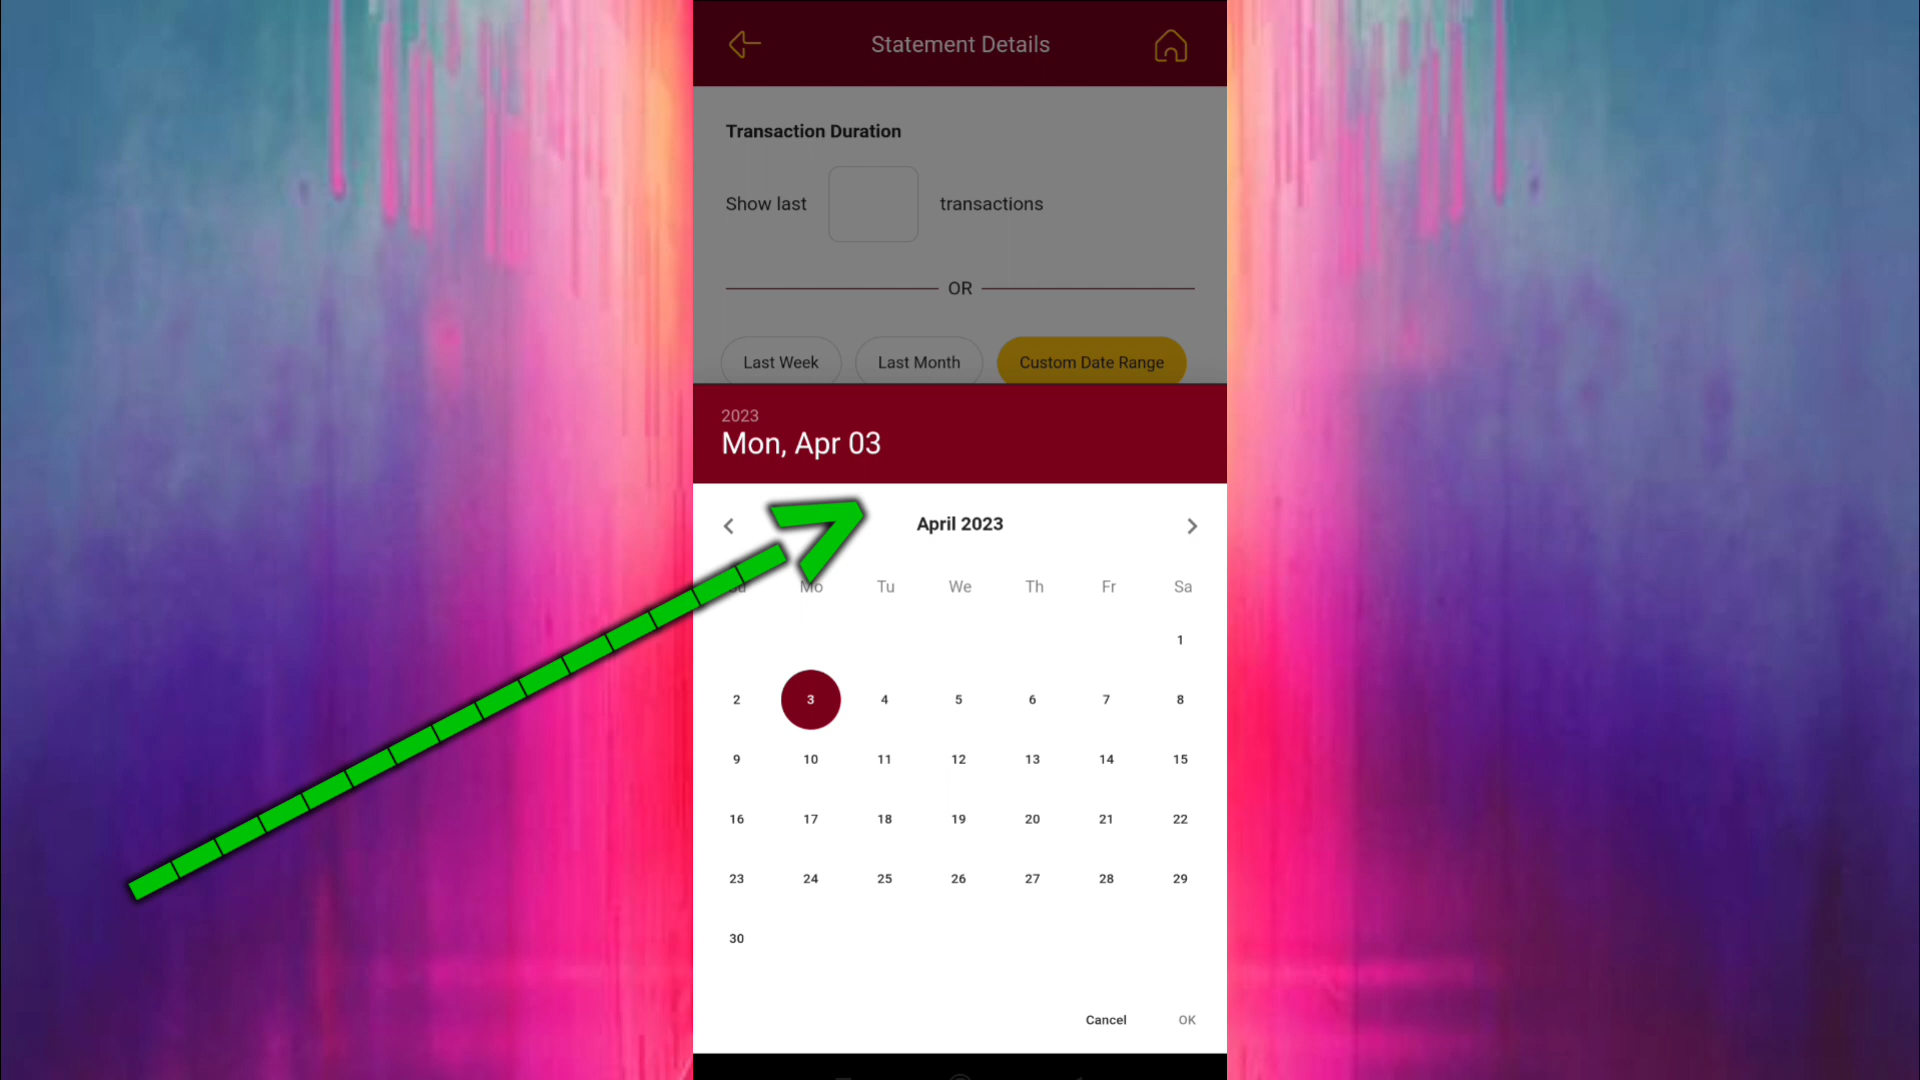 Statement Details
Transaction Duration
Show last transactions
OR
Last Week Last Month Custom Date Range
2023
Mon, Apr 03
April 2023
Mo Tu We Th Fr Sa
1
2 3 4 5 6 7 8
9 10 11 12 13 14 15
16 17 18 19 20 21 22
23 24 25 26 27 28 29
30
Cancel OK